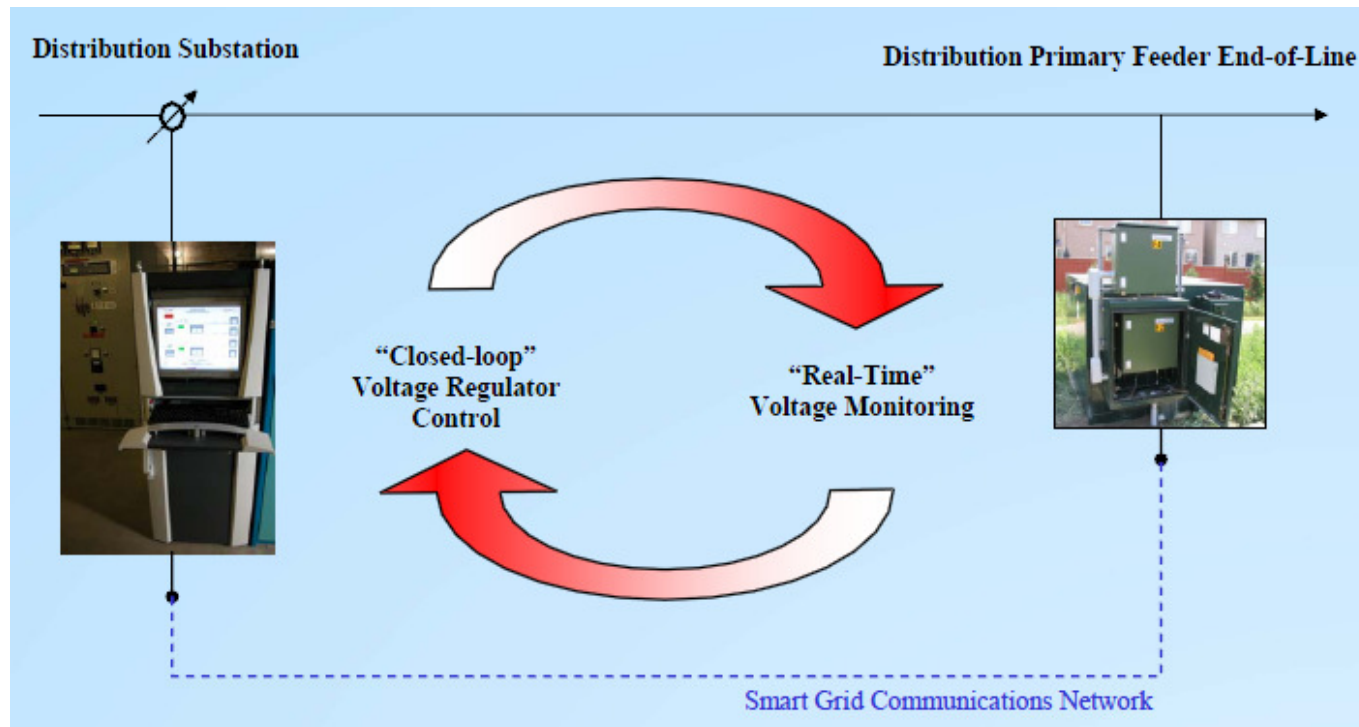 Distribution Substation
Distribution Primary Feeder End-of-Line
“Closed-loop”
Voltage Regulator
Control
“Real-Time”
Voltage Monitoring
Smart Grid Communications Network